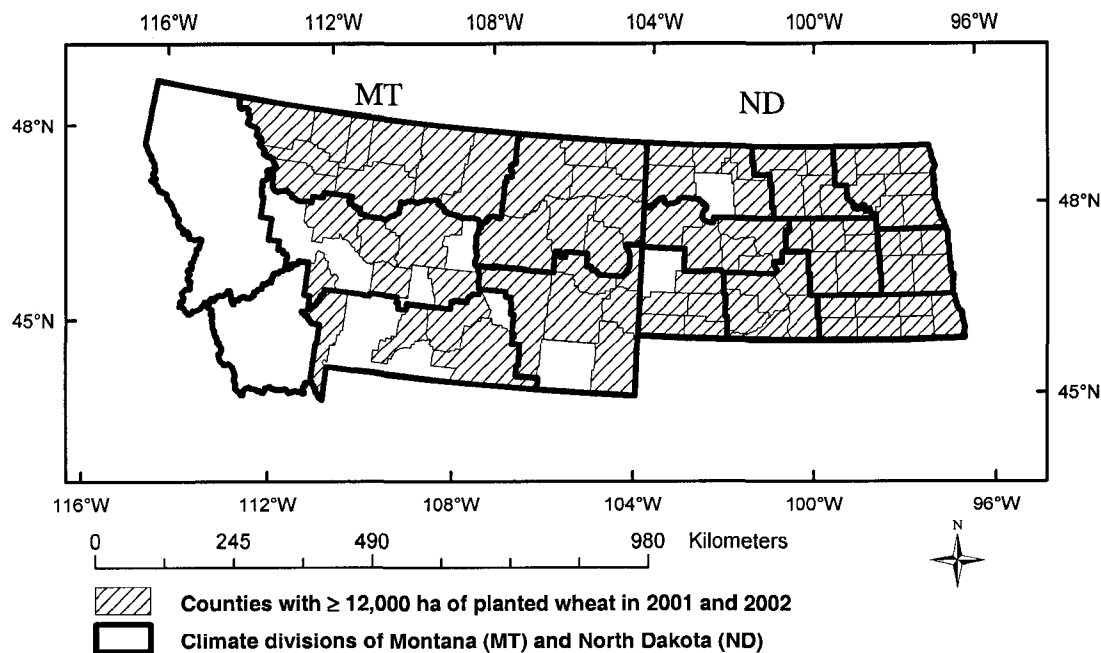 116°W 112°W 108°W 104°W 100°W 96°W
MT ND
48°N
48°N
45°N
45°N
116°W 112°W 108°W 104°W 100°W 96°W
0 245 490 980 Kilometers
N
Counties with ≥ 12,000 ha of planted wheat in 2001 and 2002
Climate divisions of Montana (MT) and North Dakota (ND)